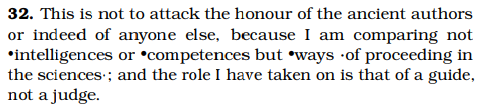 32. This is not to attack the honour of the ancient authors
or indeed of anyone else, because I am comparing not
•intelligences or •competences but •ways ·of proceeding in
the sciences·; and the role I have taken on is that of a guide,
not a judge.